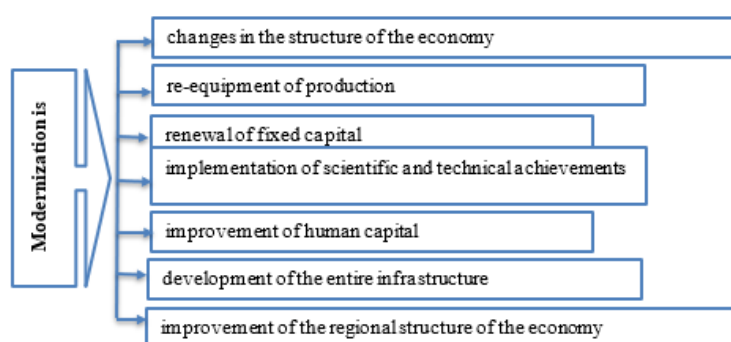 Modernization is
changes in the structure of the economy
re-equipment of production
renewal of fixed capital
implementation of scientific and technical achievements
improvement of human capital
development of the entire infrastructure
improvement of the regional structure of the economy